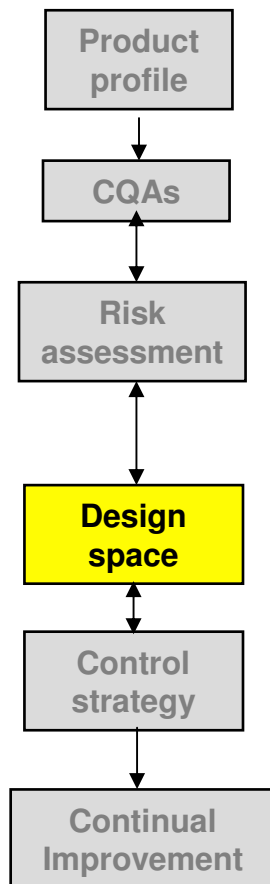 Product
profile
CQAs
Risk
assessment
Design
space
Control
strategy
Continual
Improvement